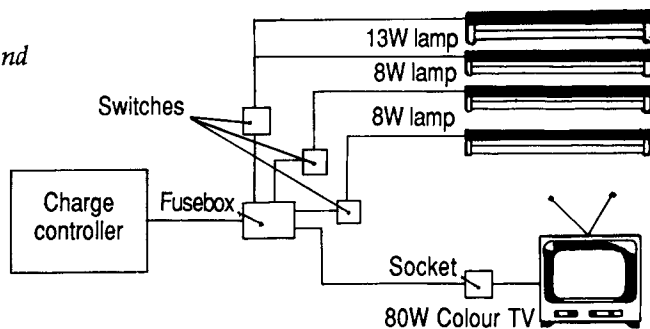 nd
13W lamp
8W lamp
Switches
8W lamp
Charge
controller
Fusebox
Socket
80W Colour TV